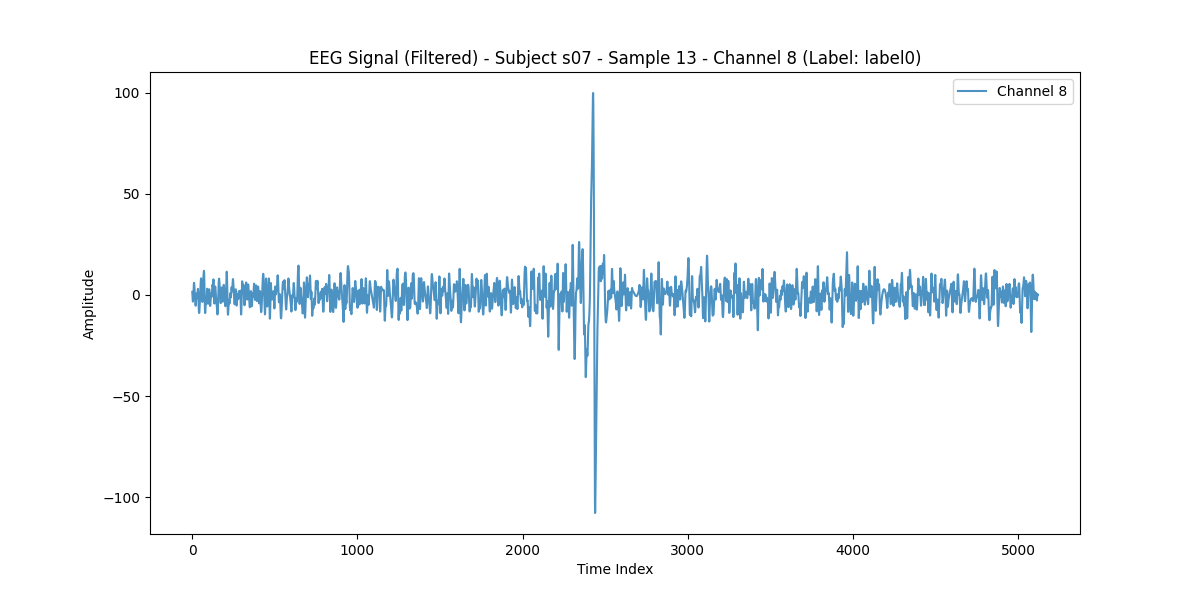 EEG Signal (Filtered) - Subject s07 - Sample 13 - Channel 8 (Label: label0)
Channel 8
100
50
0
−50
−100
Amplitude
0 1000 2000 3000 4000 5000
Time Index